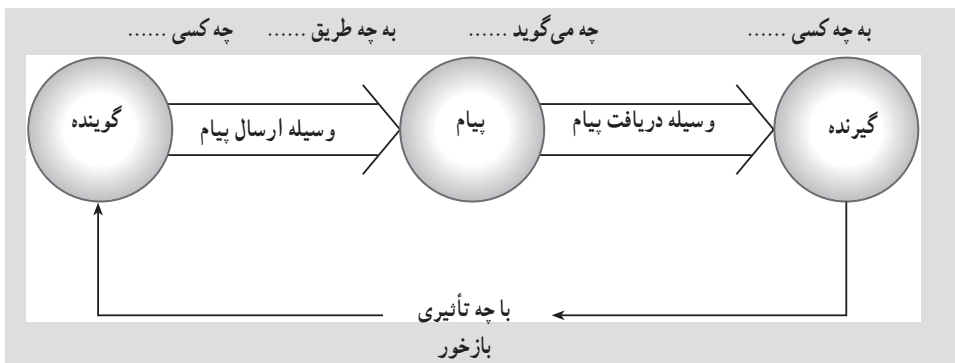 چه کسی ...... به چه طریق ...... چه می‌گوید ...... به چه کسی ......
گوینده
وسیله ارسال پیام
پیام
وسیله دریافت پیام
گیرنده
با چه تأثیری
بازخور